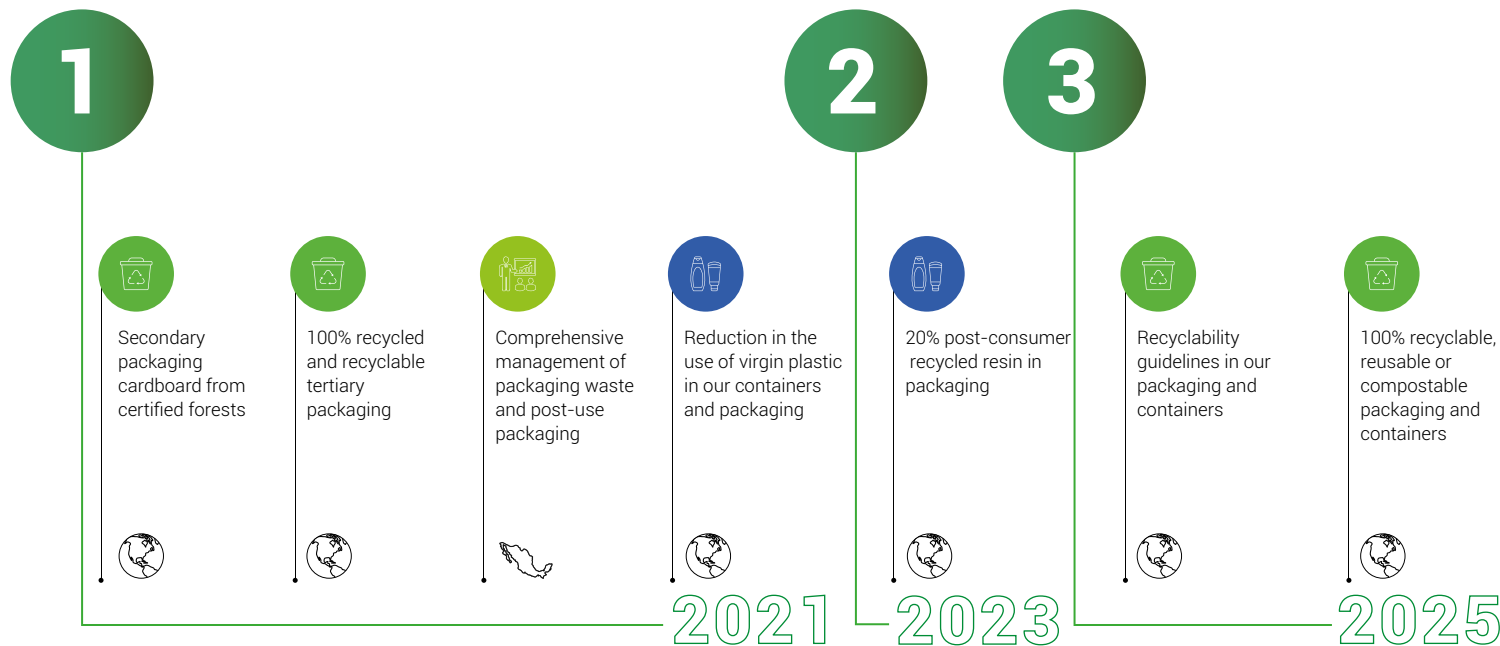 1
Secondary
packaging
cardboard from
certified forests
100% recycled
and recyclable
tertiary
packaging
Comprehensive
management of
packaging waste
and post-use
packaging
Reduction in the
use of virgin plastic
in our containers
and packaging
2021
2
20% post-consumer
recycled resin in
packaging
2023
3
Recyclability
guidelines in our
packaging and
containers
100% recyclable,
reusable or
compostable
packaging and
containers
2025